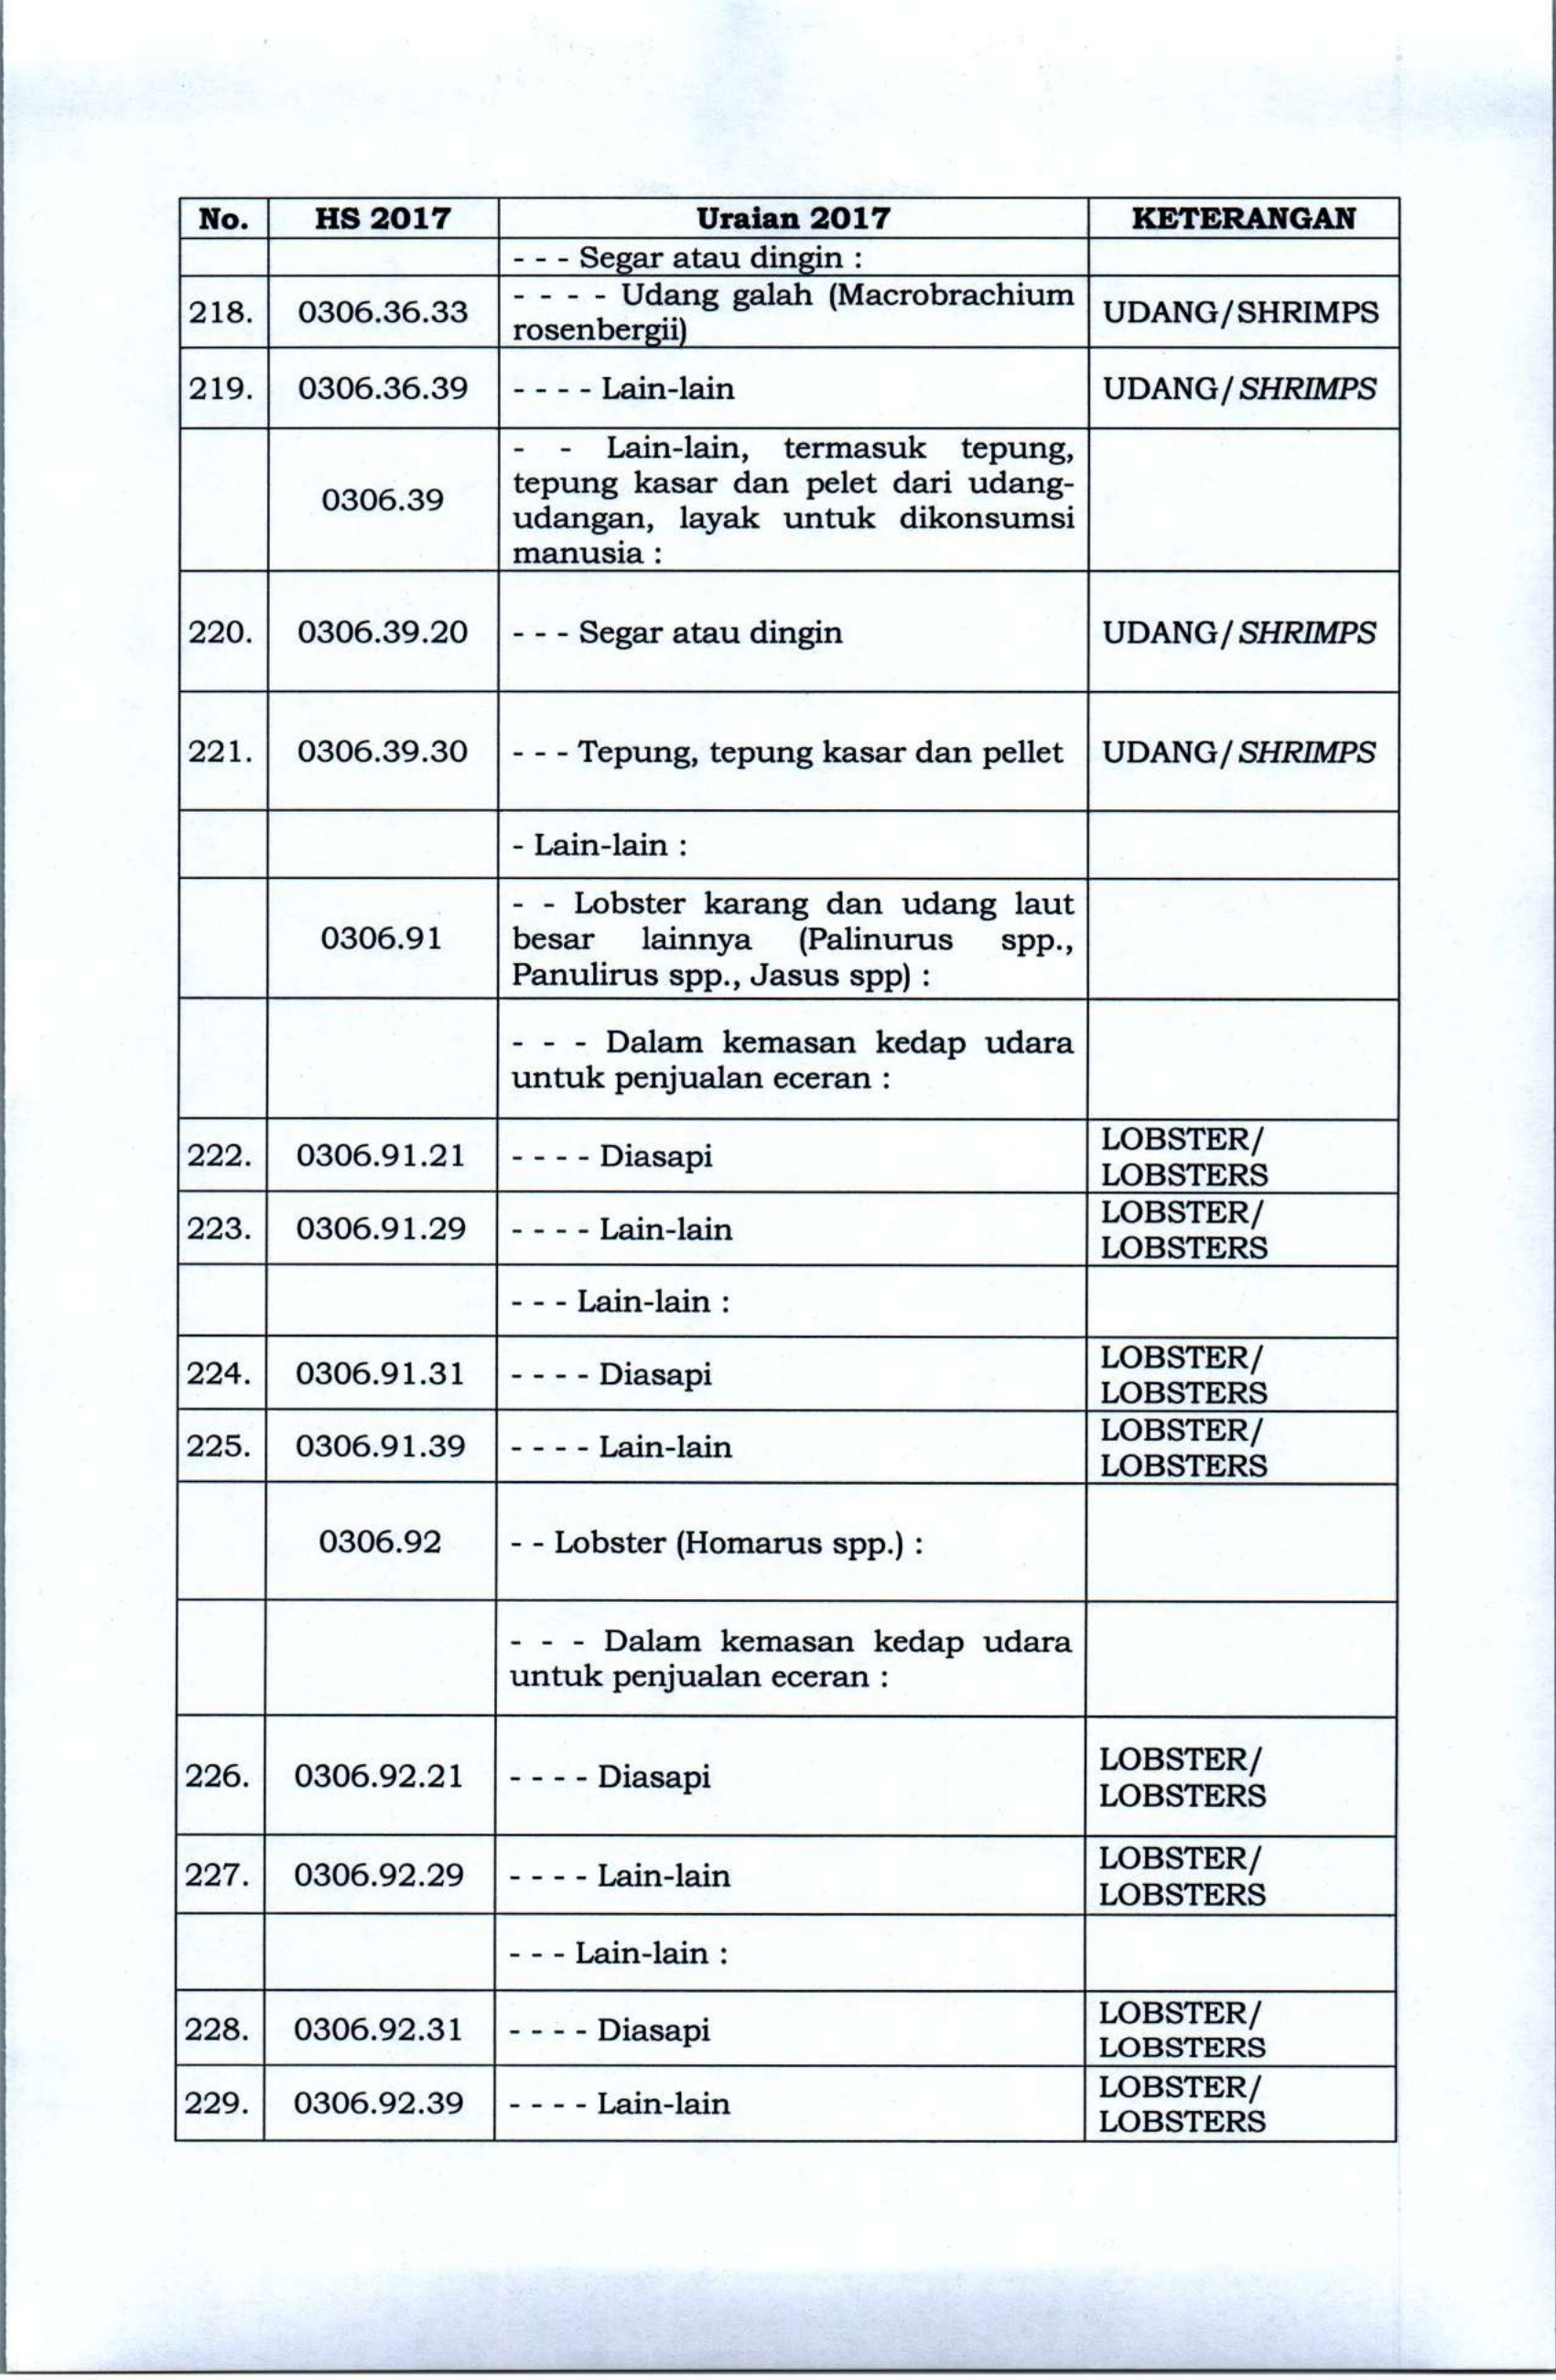 No. HS 2017 Uraian 2017 KETERANGAN
- - - Segar atau dingin :
218. 0306.36.33 - - - - Udang galah (Macrobrachium
rosenbergii) UDANG/SHRIMPS
219. 0306.36.39 - - - - Lain-lain UDANG/SHRIMPS
0306.39 - - Lain-lain, termasuk tepung,
tepung kasar dan pelet dari udang-
udangan, layak untuk dikonsumsi
manusia :
220. 0306.39.20 - - - Segar atau dingin UDANG/SHRIMPS
221. 0306.39.30 - - - Tepung, tepung kasar dan pellet UDANG/SHRIMPS
- Lain-lain :
0306.91 - - Lobster karang dan udang laut
besar lainnya (Palinurus spp.,
Panulirus spp., Jasus spp) :
- - - Dalam kemasan kedap udara
untuk penjualan eceran :
222. 0306.91.21 - - - - Diasapi LOBSTER/
LOBSTERS
223. 0306.91.29 - - - - Lain-lain LOBSTER/
LOBSTERS
- - - Lain-lain :
224. 0306.91.31 - - - - Diasapi LOBSTER/
LOBSTERS
225. 0306.91.39 - - - - Lain-lain LOBSTER/
LOBSTERS
0306.92 - - Lobster (Homarus spp.) :
- - - Dalam kemasan kedap udara
untuk penjualan eceran :
226. 0306.92.21 - - - - Diasapi LOBSTER/
LOBSTERS
227. 0306.92.29 - - - - Lain-lain LOBSTER/
LOBSTERS
- - - Lain-lain :
228. 0306.92.31 - - - - Diasapi LOBSTER/
LOBSTERS
229. 0306.92.39 - - - - Lain-lain LOBSTER/
LOBSTERS